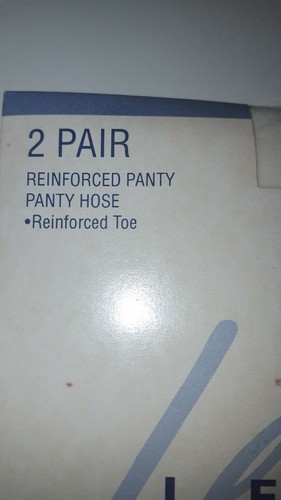 2 PAIR
REINFORCED PANTY
PANTY HOSE
•Reinforced Toe